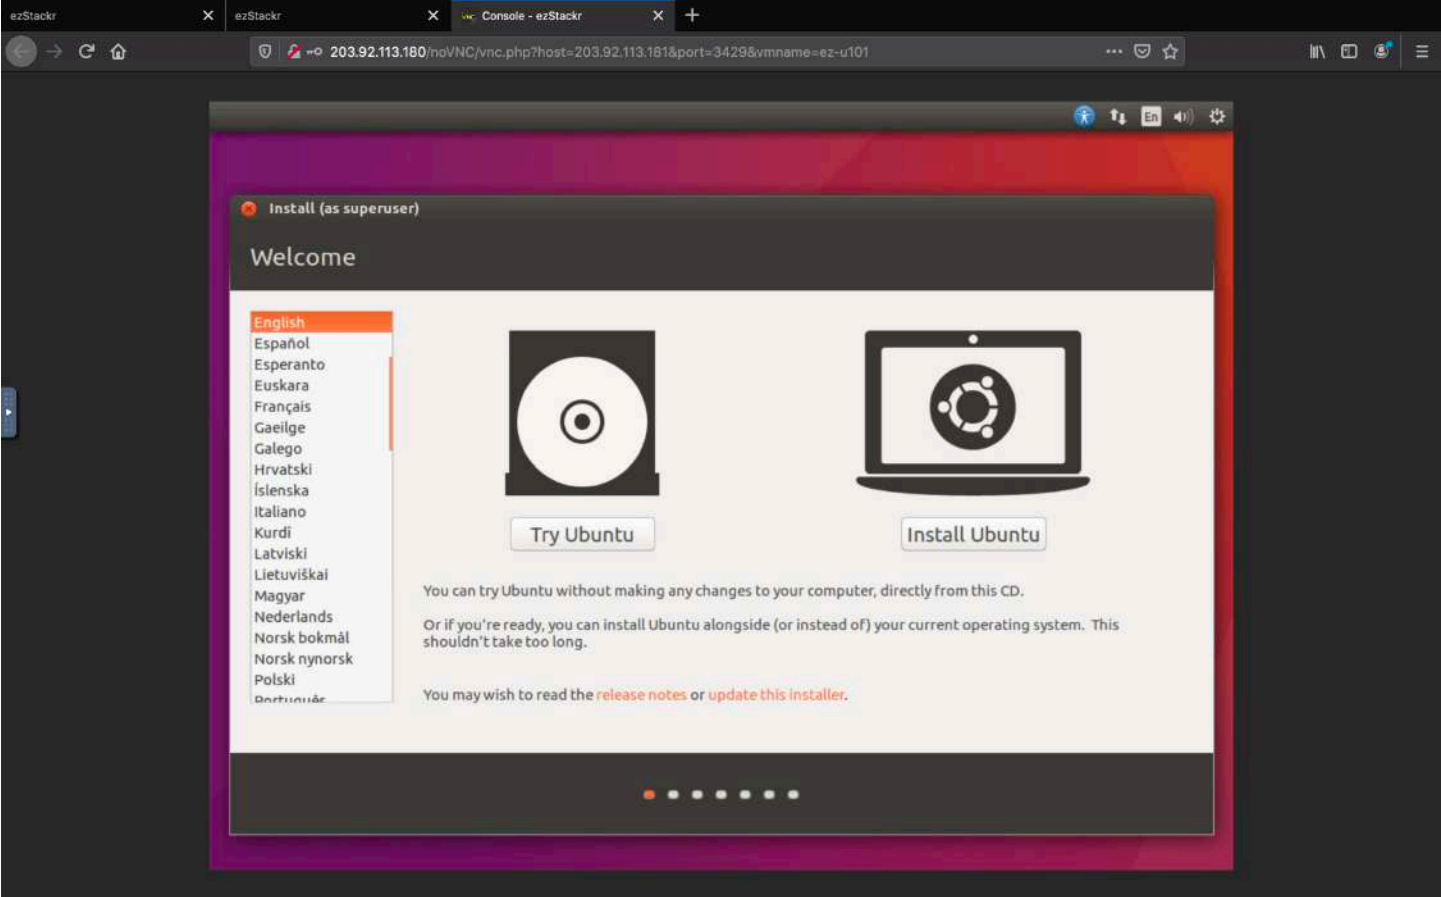 ezStackr
ezStackr
Console - ezStackr
203.92.113.180/noVNC/vnc.php?host=203.92.113.181&port=3429&vmname=ez-u101
En
Install (as superuser)
Welcome
English
Español
Esperanto
Euskara
Français
Gaeilge
Galego
Hrvatski
Íslenska
Italiano
Kurdî
Latviski
Lietuviškai
Magyar
Nederlands
Norsk bokmål
Norsk nynorsk
Polski
Português
Try Ubuntu
Install Ubuntu
You can try Ubuntu without making any changes to your computer, directly from this CD.
Or if you're ready, you can install Ubuntu alongside (or instead of) your current operating system. This
shouldn't take too long.
You may wish to read the release notes or update this installer.